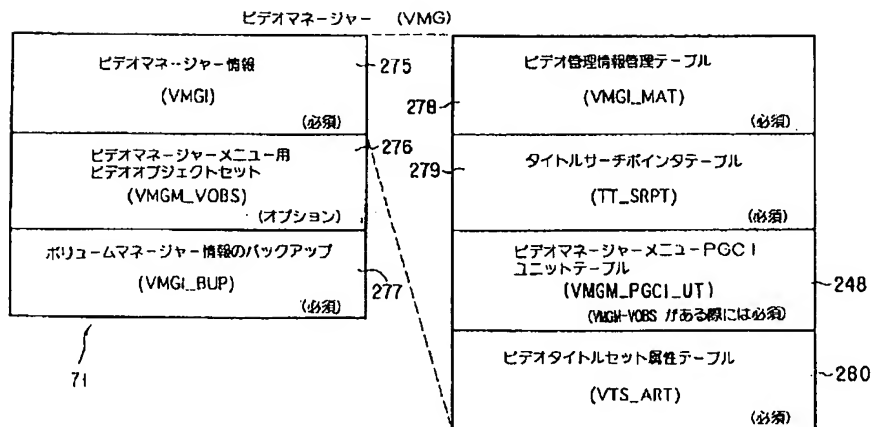 ビデオマネージャー (VMG)
ビデオマネージャー情報
(VMGI)
(必須)
275
ビデオマネージャーメニュー用
ビデオオブジェクトセット
(VMGM_VOBS)
(オプション)
276
ボリュームマネージャー情報のバックアップ
(VMGI_BUP)
(必須)
277
71
ビデオ管理情報管理テーブル
(VMGI_MAT)
(必須)
278
タイトルサーチポインタテーブル
(TT_SRPT)
(必須)
279
ビデオマネージャーメニューPGCI
ユニットテーブル
(VMGM_PGCI_UT)
(VMGM-VOBS がある際には必須)
248
ビデオタイトルセット属性テーブル
(VTS_ART)
(必須)
280